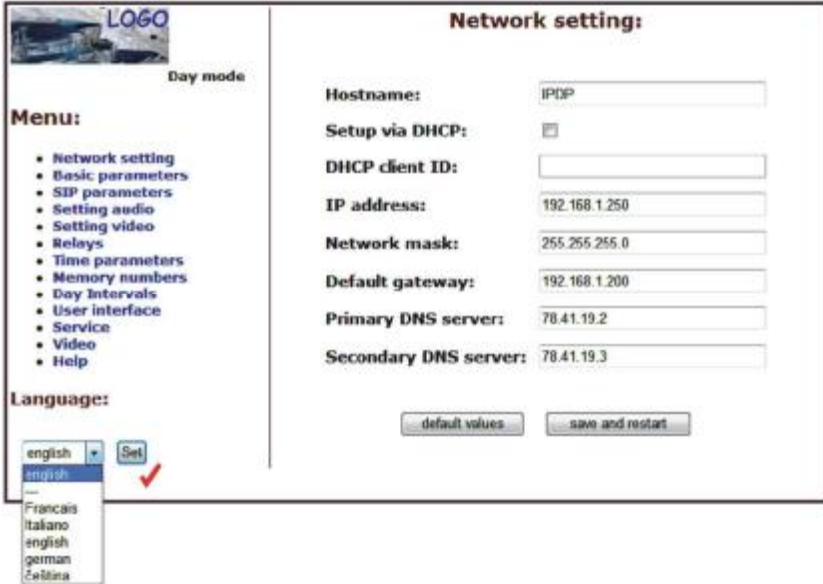 LOGO
Day mode
Menu:
Network setting
Basic parameters
SIP parameters
Setting audio
Setting video
Relays
Time parameters
Memory numbers
Day Intervals
User interface
Service
Video
Help
Language:
english
Set
english
---
Francais
Italiano
english
german
čeština
Network setting:
Hostname: IPDP
Setup via DHCP:
DHCP client ID:
IP address: 192.168.1.250
Network mask: 255.255.255.0
Default gateway: 192.168.1.200
Primary DNS server: 78.41.19.2
Secondary DNS server: 78.41.19.3
default values save and restart